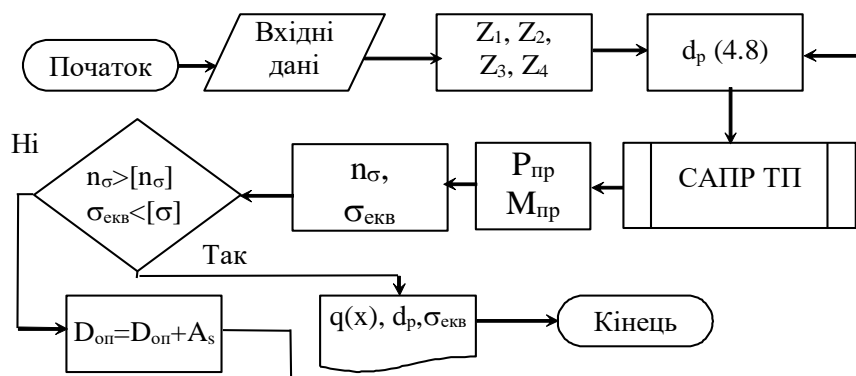 Початок
Вхідні
дані
Z₁, Z₂,
Z₃, Z₄
dₚ (4.8)
Ні
nσ>[nσ]
σекв<[σ]
nσ,
σекв
Pпр
Mпр
САПР ТП
Так
Dоп=Dоп+Aₛ
q(x), dₚ,σекв
Кінець